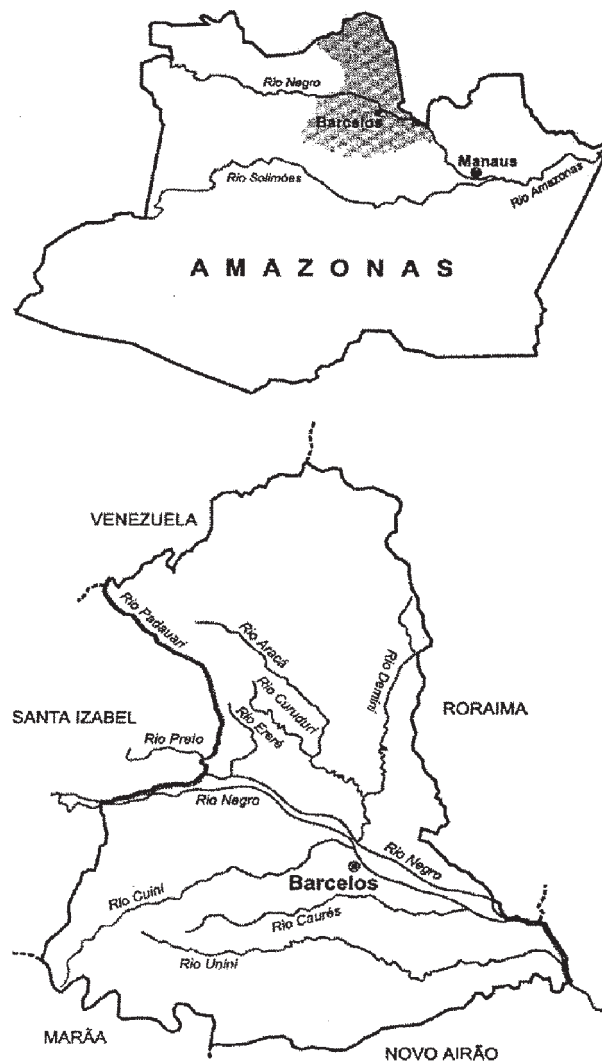 Rio Negro
Barcelos
Manaus
Rio Solimões
Rio Amazonas
AMAZONAS
VENEZUELA
Rio Padauari
Rio Aracá
Rio Demini
Rio Curuduri
Rio Ereré
SANTA IZABEL
RORAIMA
Rio Preto
Rio Negro
Rio Negro
Barcelos
Rio Cuini
Rio Caurés
Rio Unini
MARÃA
NOVO AIRÃO